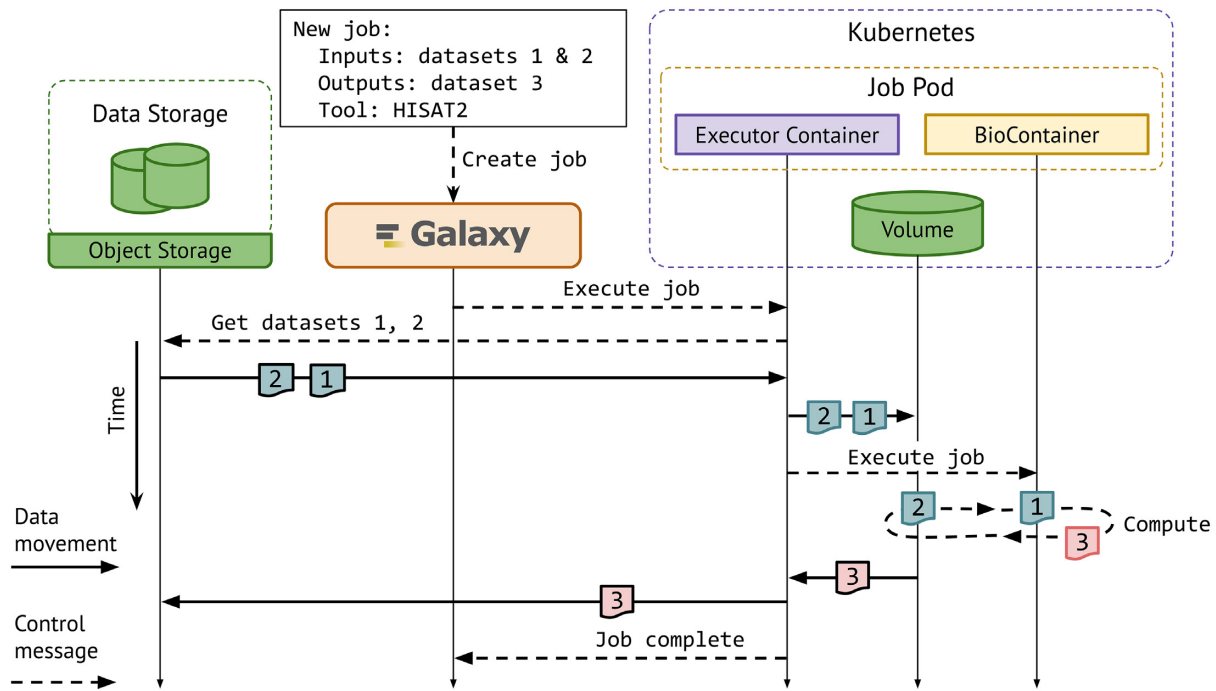 New job:
Inputs: datasets 1 & 2
Outputs: dataset 3
Tool: HISAT2
Kubernetes
Job Pod
Executor Container
BioContainer
Data Storage
Create job
Object Storage
Galaxy
Volume
Execute job
Get datasets 1, 2
2 1
Time
2 1
Execute job
2 1
Compute
3
Data
movement
3
3
Control
message
Job complete